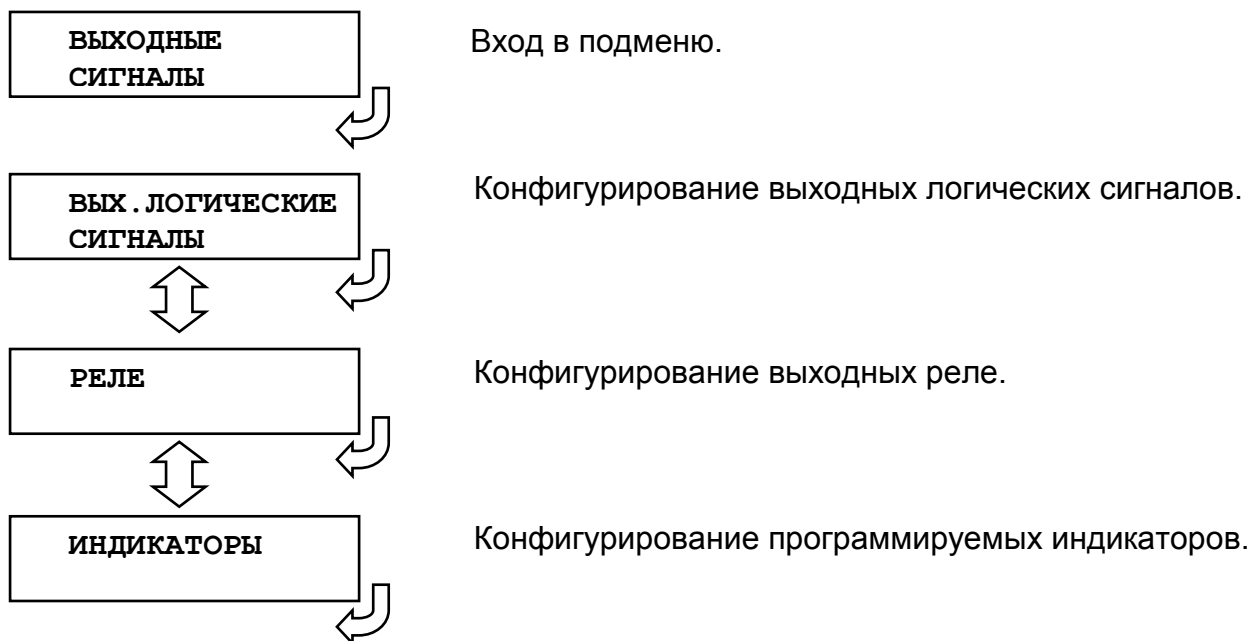 ВЫХОДНЫЕ
СИГНАЛЫ
Вход в подменю.
ВЫХ.ЛОГИЧЕСКИЕ
СИГНАЛЫ
Конфигурирование выходных логических сигналов.
РЕЛЕ
Конфигурирование выходных реле.
ИНДИКАТОРЫ
Конфигурирование программируемых индикаторов.